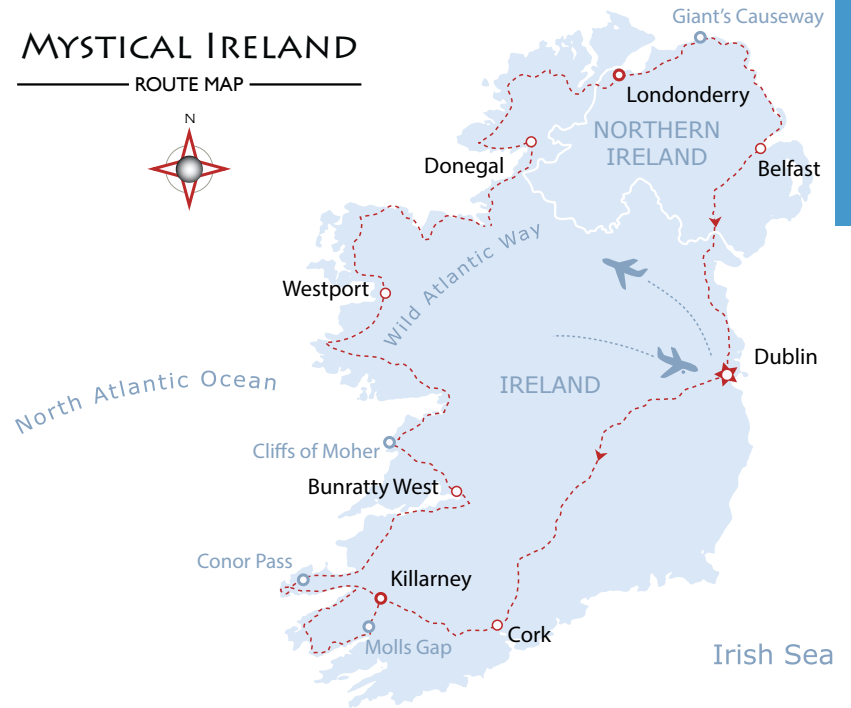 MYSTICAL IRELAND
ROUTE MAP
N
Giant's Causeway
Londonderry
NORTHERN
IRELAND
Donegal
Belfast
Wild Atlantic Way
Westport
Dublin
IRELAND
North Atlantic Ocean
Cliffs of Moher
Bunratty West
Conor Pass
Killarney
Cork
Molls Gap
Irish Sea